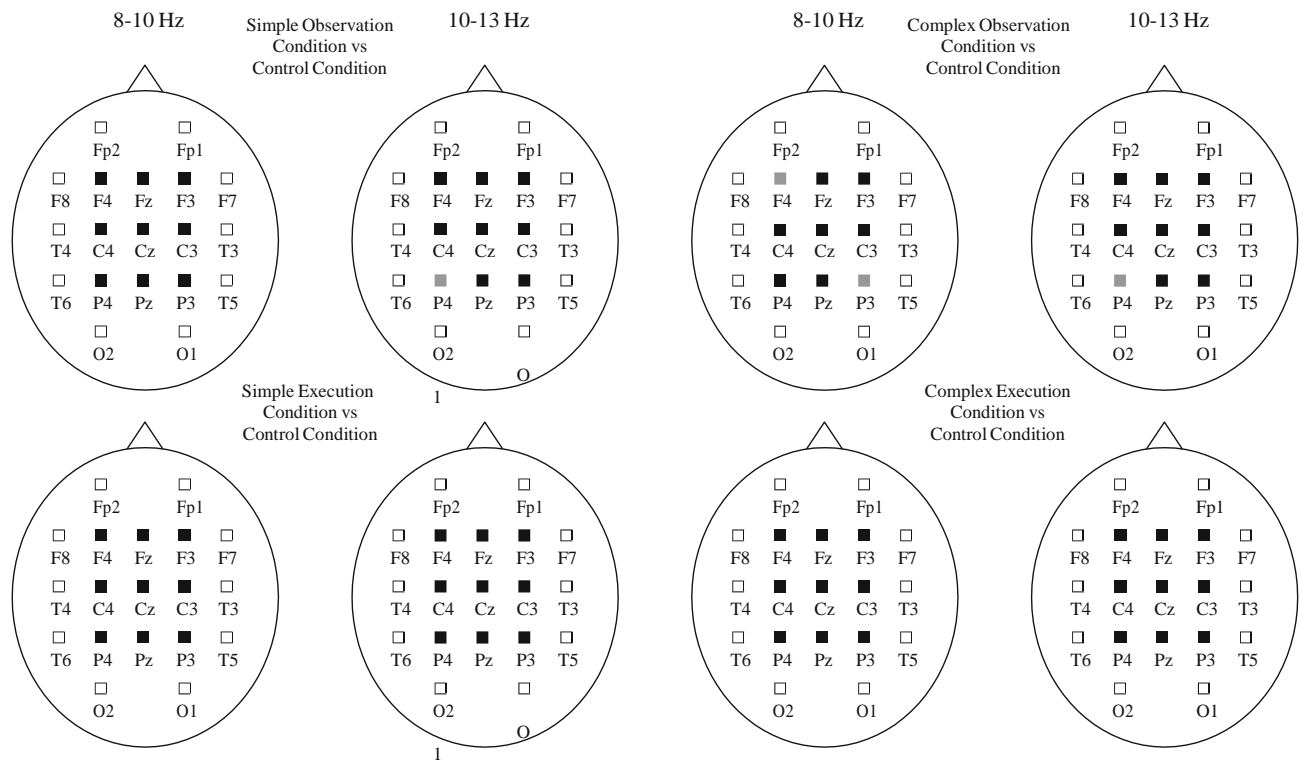 8-10 Hz
Simple Observation
Condition vs
Control Condition
10-13 Hz
8-10 Hz
Complex Observation
Condition vs
Control Condition
10-13 Hz
Fp2 Fp1 Fp2 Fp1 Fp2 Fp1 Fp2 Fp1
F8 F4 Fz F3 F7 F8 F4 Fz F3 F7 F8 F4 Fz F3 F7 F8 F4 Fz F3 F7
T4 C4 Cz C3 T3 T4 C4 Cz C3 T3 T4 C4 Cz C3 T3 T4 C4 Cz C3 T3
T6 P4 Pz P3 T5 T6 P4 Pz P3 T5 T6 P4 Pz P3 T5 T6 P4 Pz P3 T5
O2 O1 O2 O2 O1 O2 O1
O
1
Simple Execution
Condition vs
Control Condition
Complex Execution
Condition vs
Control Condition
Fp2 Fp1 Fp2 Fp1 Fp2 Fp1 Fp2 Fp1
F8 F4 Fz F3 F7 F8 F4 Fz F3 F7 F8 F4 Fz F3 F7 F8 F4 Fz F3 F7
T4 C4 Cz C3 T3 T4 C4 Cz C3 T3 T4 C4 Cz C3 T3 T4 C4 Cz C3 T3
T6 P4 Pz P3 T5 T6 P4 Pz P3 T5 T6 P4 Pz P3 T5 T6 P4 Pz P3 T5
O2 O1 O2 O2 O1 O2 O1
O
1